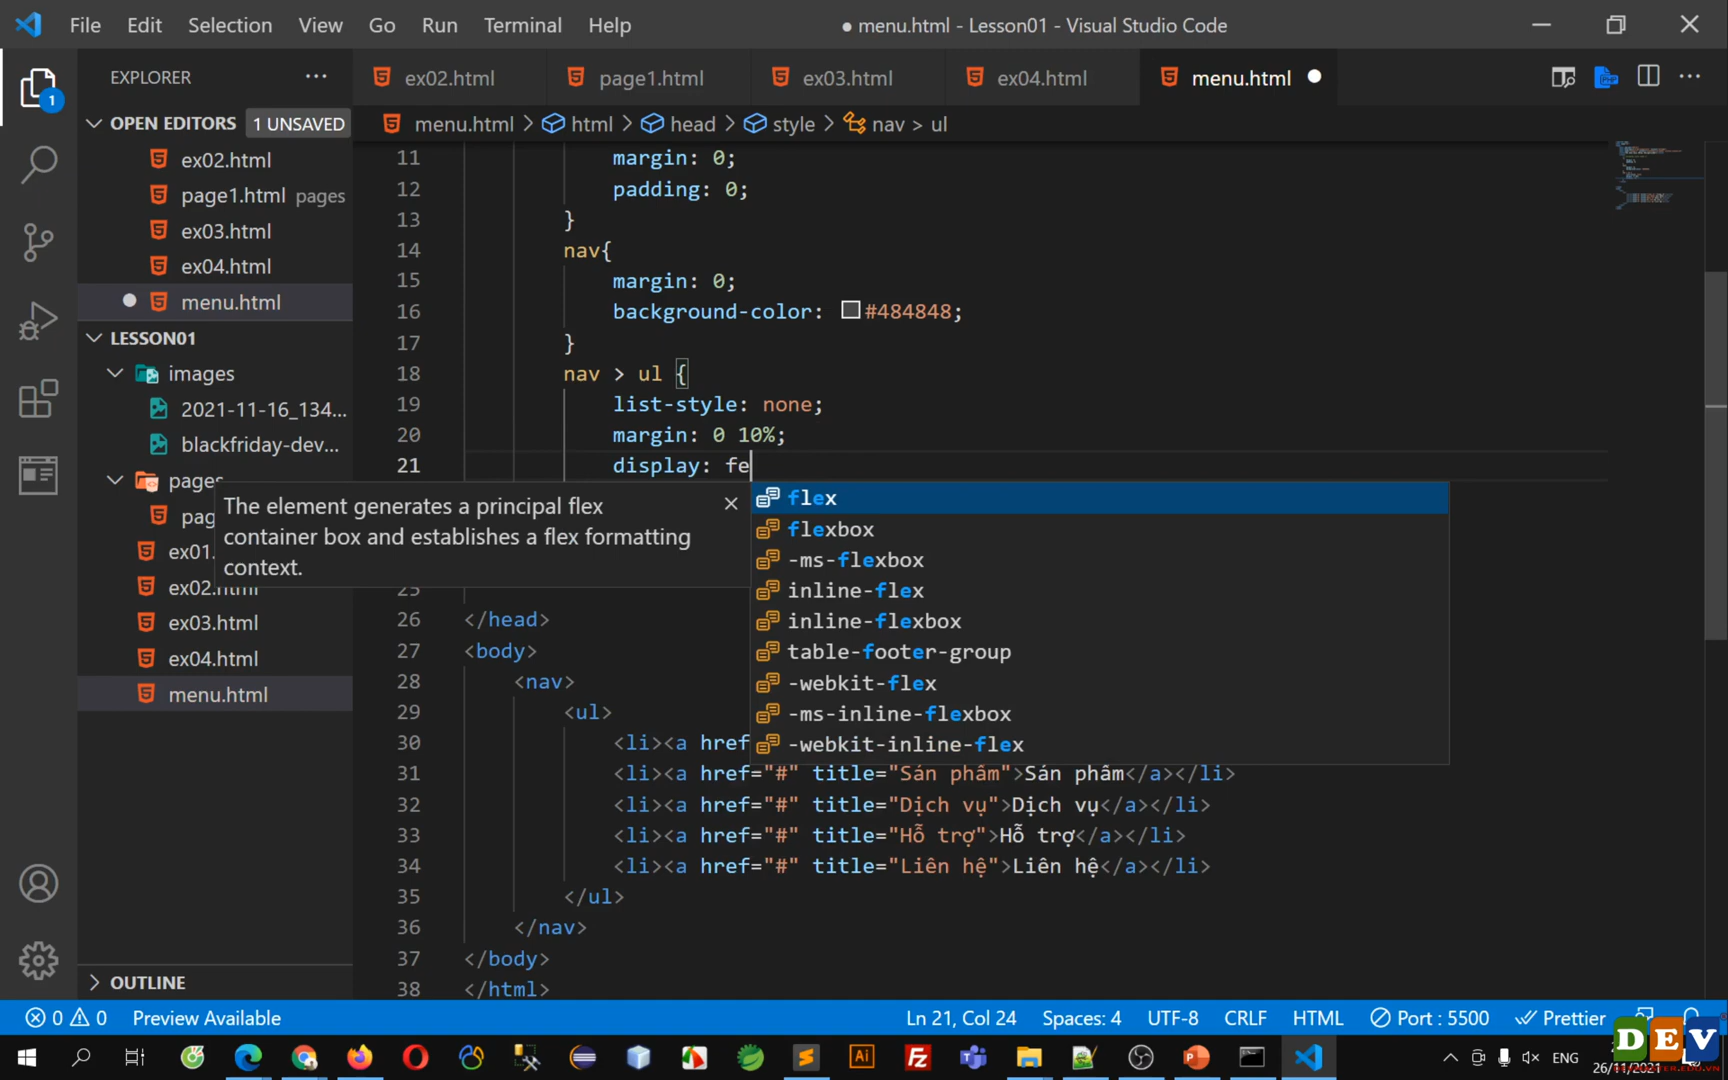 File Edit Selection View Go Run Terminal Help
● menu.html - Lesson01 - Visual Studio Code
EXPLORER ···
ex02.html page1.html ex03.html ex04.html menu.html
OPEN EDITORS 1 UNSAVED
menu.html > html > head > style > nav > ul
ex02.html
page1.html pages
ex03.html
ex04.html
menu.html
LESSON01
images
2021-11-16_134...
blackfriday-dev...
pages
pag
ex01.
ex02.html
ex03.html
ex04.html
menu.html
OUTLINE
1
11 margin: 0;
12 padding: 0;
13 }
14 nav{
15 margin: 0;
16 background-color: #484848;
17 }
18 nav > ul {
19 list-style: none;
20 margin: 0 10%;
21 display: fe
The element generates a principal flex
container box and establishes a flex formatting
context.
flex
flexbox
-ms-flexbox
inline-flex
inline-flexbox
table-footer-group
-webkit-flex
-ms-inline-flexbox
-webkit-inline-flex
25
26 </head>
27 <body>
28 <nav>
29 <ul>
30 <li><a href
31 <li><a href="#" title="Sản phẩm">Sản phẩm</a></li>
32 <li><a href="#" title="Dịch vụ">Dịch vụ</a></li>
33 <li><a href="#" title="Hỗ trợ">Hỗ trợ</a></li>
34 <li><a href="#" title="Liên hệ">Liên hệ</a></li>
35 </ul>
36 </nav>
37 </body>
38 </html>
0 0 Preview Available Ln 21, Col 24 Spaces: 4 UTF-8 CRLF HTML Port : 5500 Prettier
Ai Fz ENG
26/11/2021
DEV